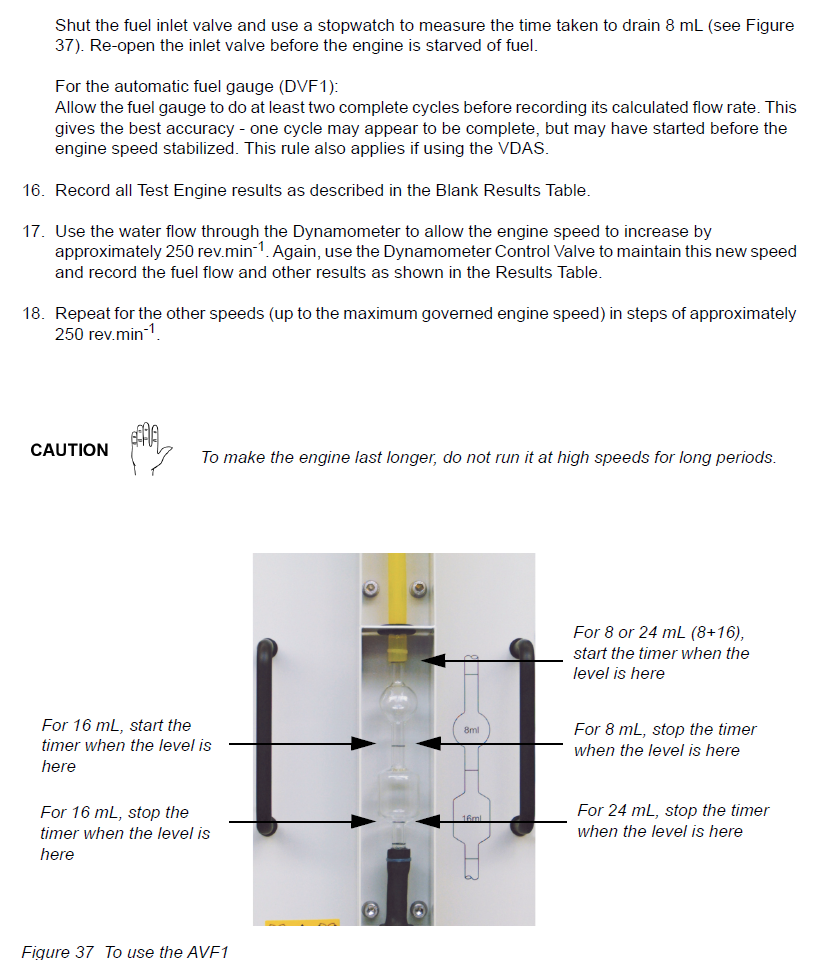 Shut the fuel inlet valve and use a stopwatch to measure the time taken to drain 8 mL (see Figure
37). Re-open the inlet valve before the engine is starved of fuel.
For the automatic fuel gauge (DVF1):
Allow the fuel gauge to do at least two complete cycles before recording its calculated flow rate. This
gives the best accuracy - one cycle may appear to be complete, but may have started before the
engine speed stabilized. This rule also applies if using the VDAS.
16. Record all Test Engine results as described in the Blank Results Table.
17. Use the water flow through the Dynamometer to allow the engine speed to increase by
approximately 250 rev.min⁻¹. Again, use the Dynamometer Control Valve to maintain this new speed
and record the fuel flow and other results as shown in the Results Table.
18. Repeat for the other speeds (up to the maximum governed engine speed) in steps of approximately
250 rev.min⁻¹.
CAUTION
To make the engine last longer, do not run it at high speeds for long periods.
For 8 or 24 mL (8+16),
start the timer when the
level is here
For 16 mL, start the
timer when the level is
here
8ml
For 8 mL, stop the timer
when the level is here
For 16 mL, stop the
timer when the level is
here
16ml
For 24 mL, stop the timer
when the level is here
Figure 37 To use the AVF1